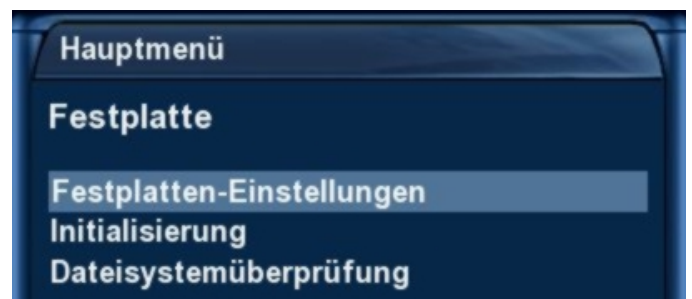 Hauptmenü
Festplatte
Festplatten-Einstellungen
Initialisierung
Dateisystemüberprüfung